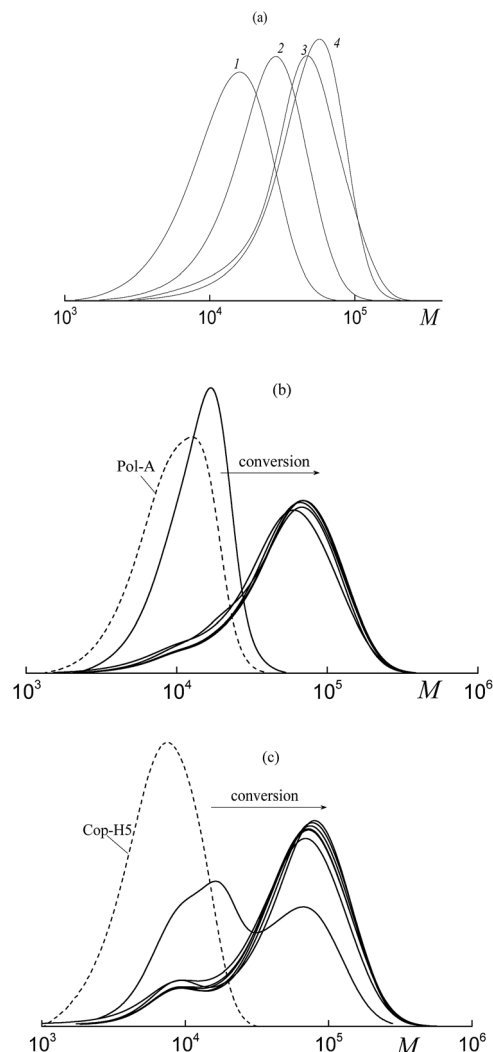 (a)
1 2 3 4
10³ 10⁴ 10⁵ M
(b)
Pol-A
conversion
10³ 10⁴ 10⁵ M 10⁶
(c)
conversion
Cop-H5
10³ 10⁴ 10⁵ M 10⁶